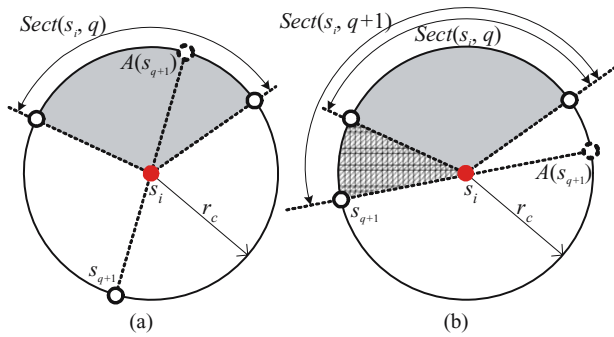 Sect(s_i, q)
A(s_{q+1})
s_i
r_c
s_{q+1}
(a)
Sect(s_i, q+1)
Sect(s_i, q)
A(s_{q+1})
s_{q+1}
s_i
r_c
(b)